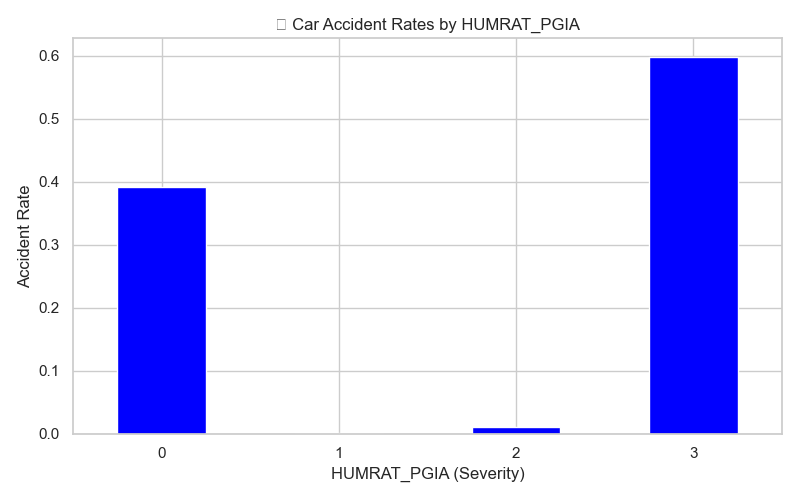 ▯ Car Accident Rates by HUMRAT_PGIA
0.6
0.5
0.4
0.3
0.2
0.1
0.0
Accident Rate
0 1 2 3
HUMRAT_PGIA (Severity)